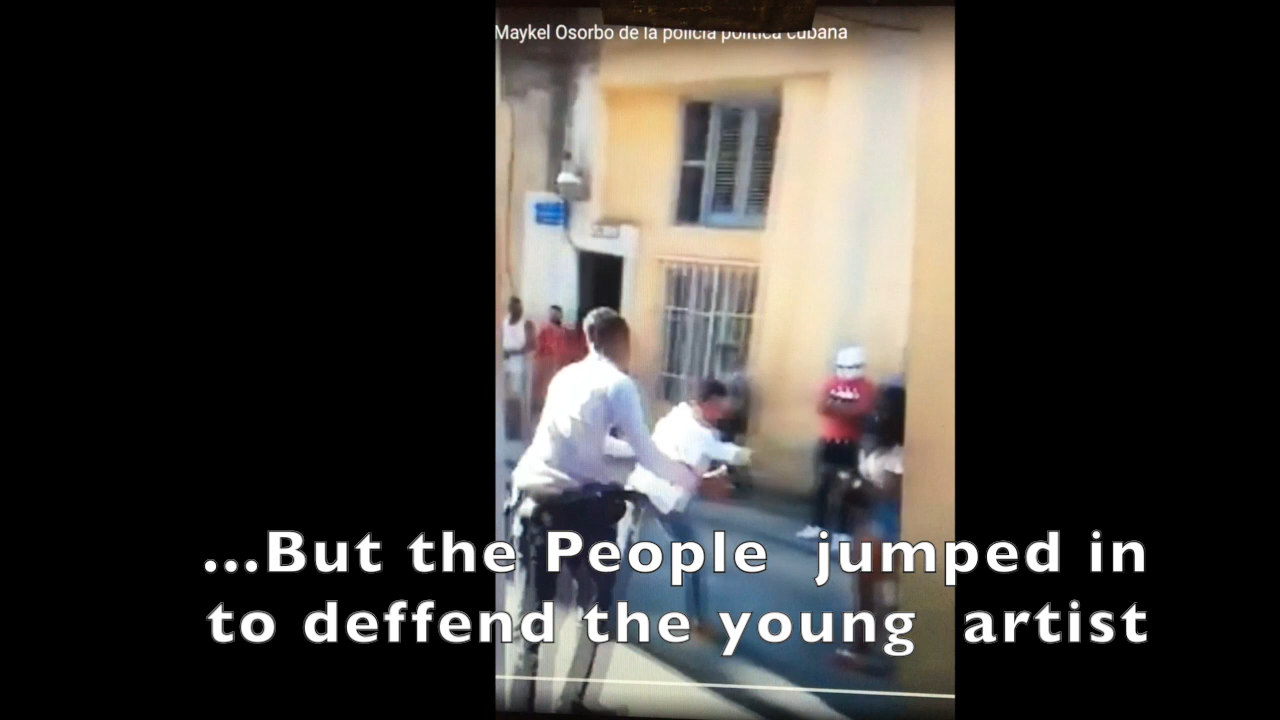 Maykel Osorbo de la policía política cubana
...But the People jumped in
to deffend the young artist